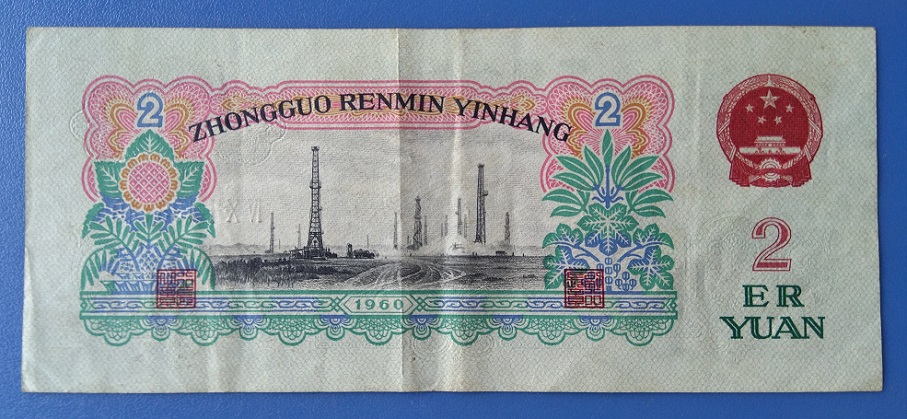 2
ZHONGGUO RENMIN YINHANG
2
1960
2
ER
YUAN